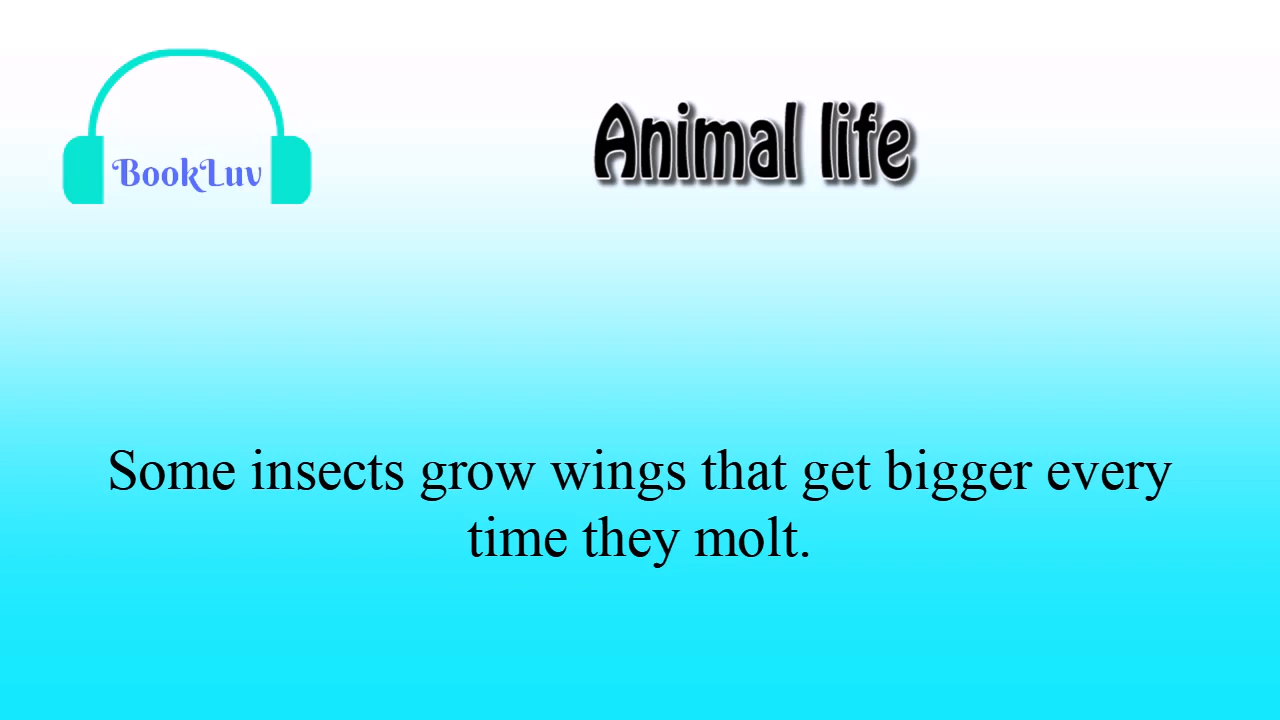 BookLuv
Animal life
Some insects grow wings that get bigger every
time they molt.